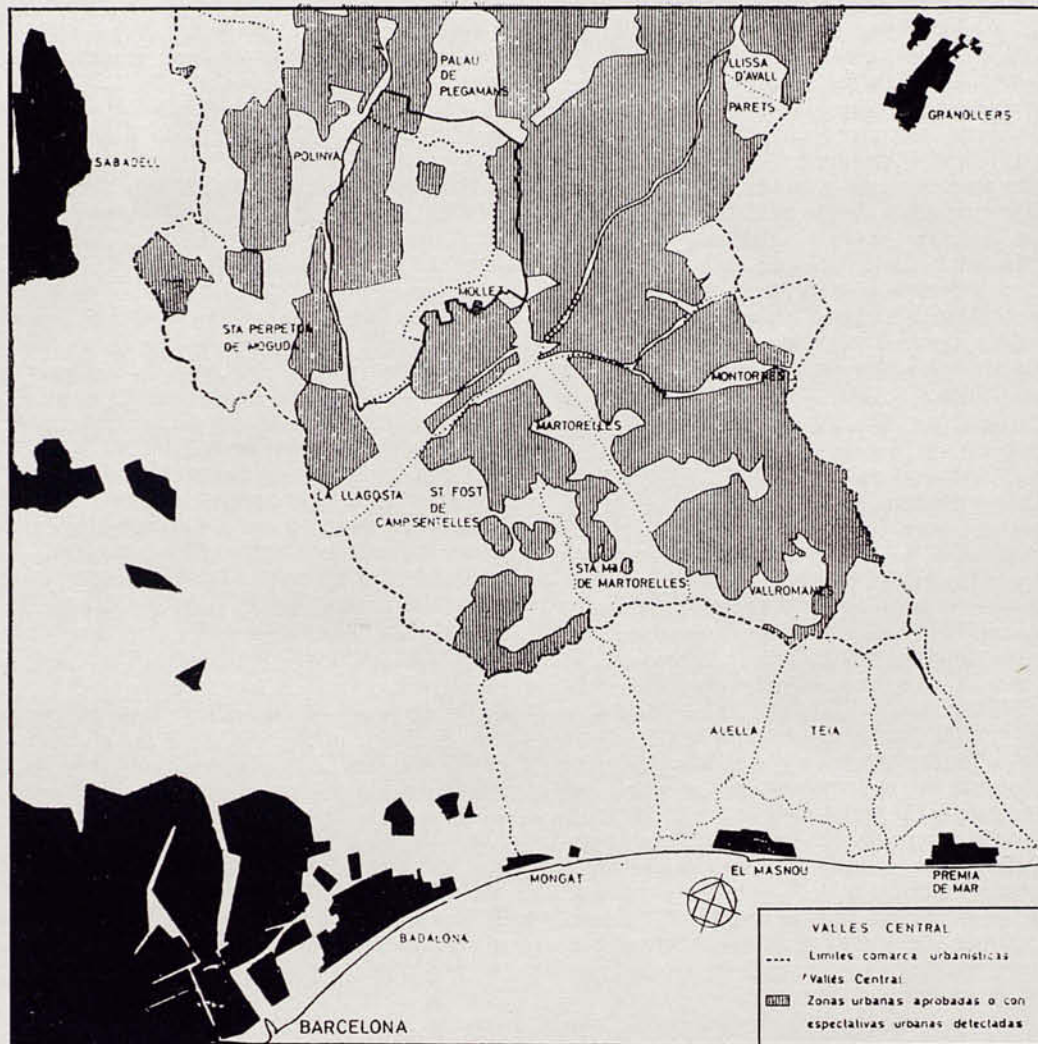 PALAU
DE
PLEGAMANS
LLISSA
D'AVALL
PARETS
GRANOLLERS
SABADELL
POLINYA
MOLLET
STA PERPETUA
DE MOGUDA
MONTORNES
MARTORELLES
LA LLAGOSTA
ST. FOST
DE
CAMPSENTELLES
STA. MARIA
DE MARTORELLES
VALLROMANES
ALELLA
TEIA
MONGAT
EL MASNOU
PREMIA
DE MAR
BADALONA
BARCELONA
VALLES CENTRAL
Limites comarca urbanísticas
Vallés Central
Zonas urbanas aprobadas o con
espectativas urbanas detectadas